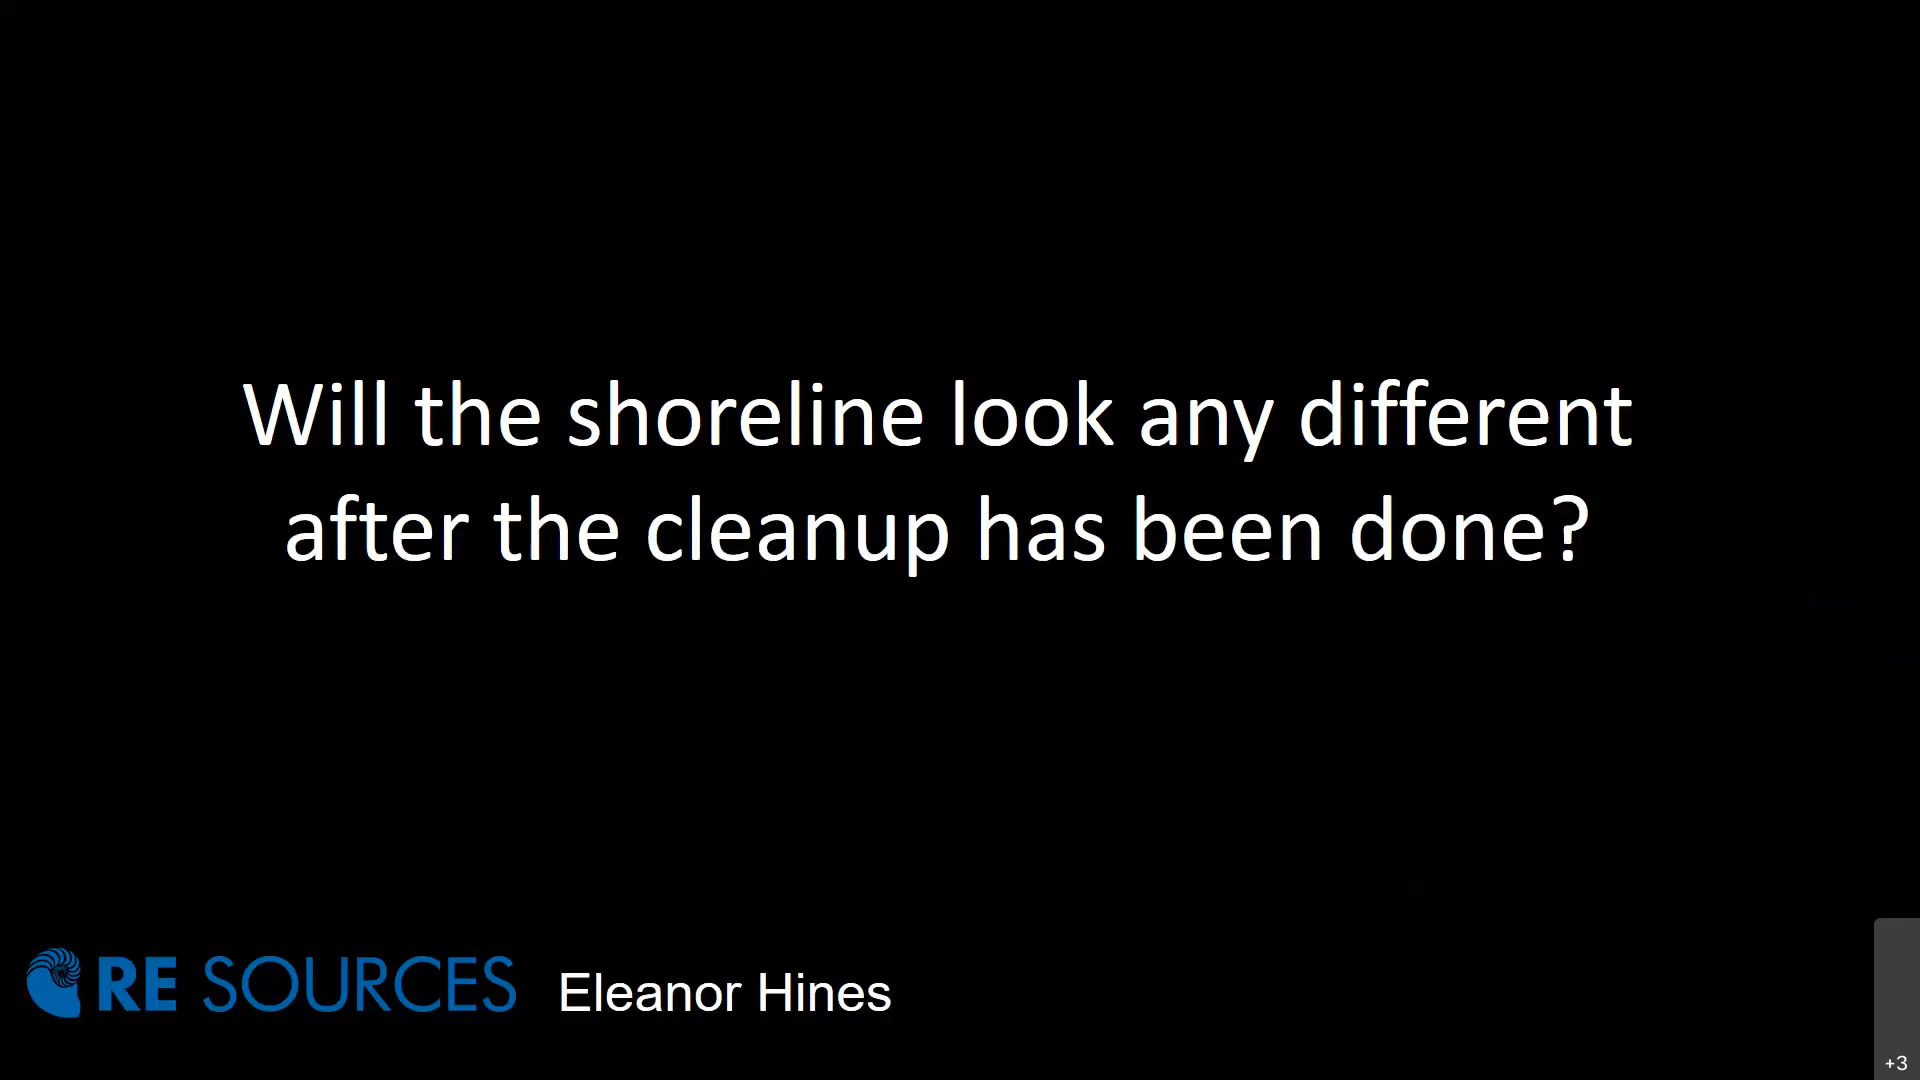 Will the shoreline look any different
after the cleanup has been done?
RE SOURCES
Eleanor Hines
+3